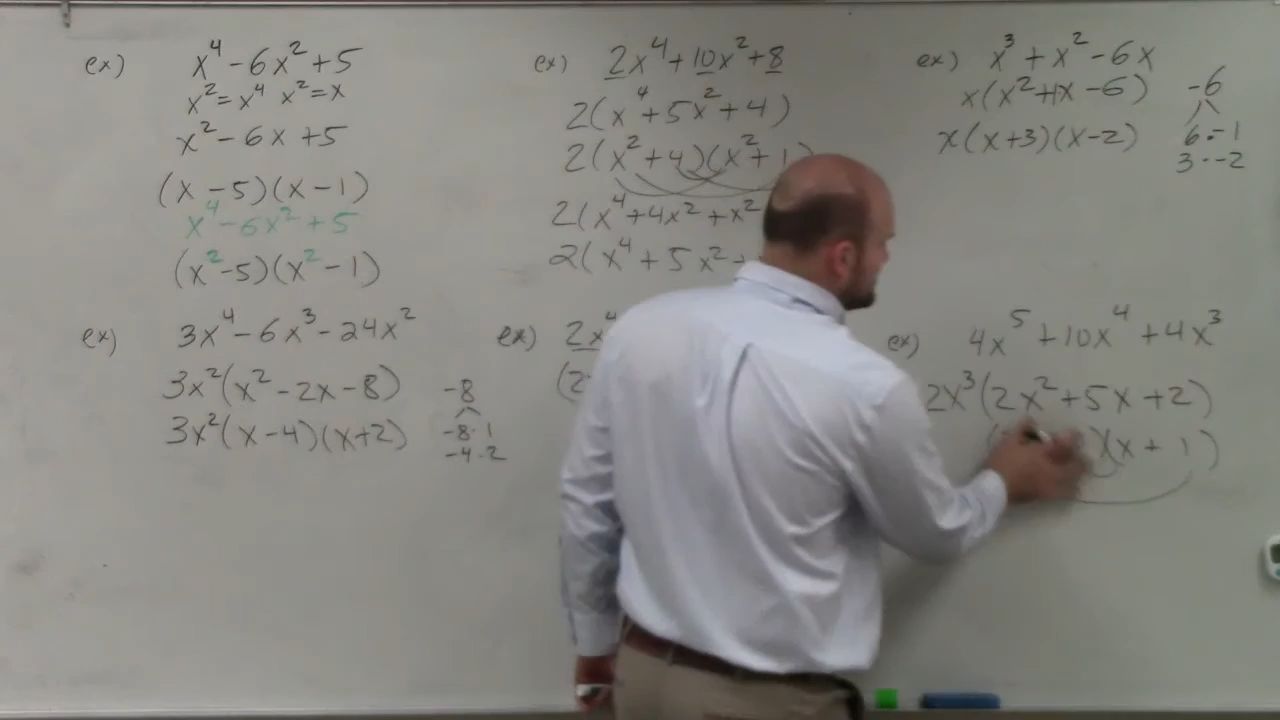 ex) x⁴ - 6x² + 5
x² = x⁴ x² = x
x² - 6x + 5
(x - 5)(x - 1)
x⁴ - 6x² + 5
(x² - 5)(x² - 1)
ex) 2x⁴ + 10x² + 8
2(x⁴ + 5x² + 4)
2(x² + 4)(x² + 1)
2(x⁴ + 4x² + x²
2(x⁴ + 5x² +
ex) x³ + x² - 6x
x(x² + 1x - 6)
x(x + 3)(x - 2)
-6
6 · -1
3 · -2
ex) 3x⁴ - 6x³ - 24x²
3x²(x² - 2x - 8)
3x²(x - 4)(x + 2)
-8
-8 · 1
-4 · 2
ex) 2x⁴
(2
ex) 4x⁵ + 10x⁴ + 4x³
2x³(2x² + 5x + 2)
( )(x + 1)